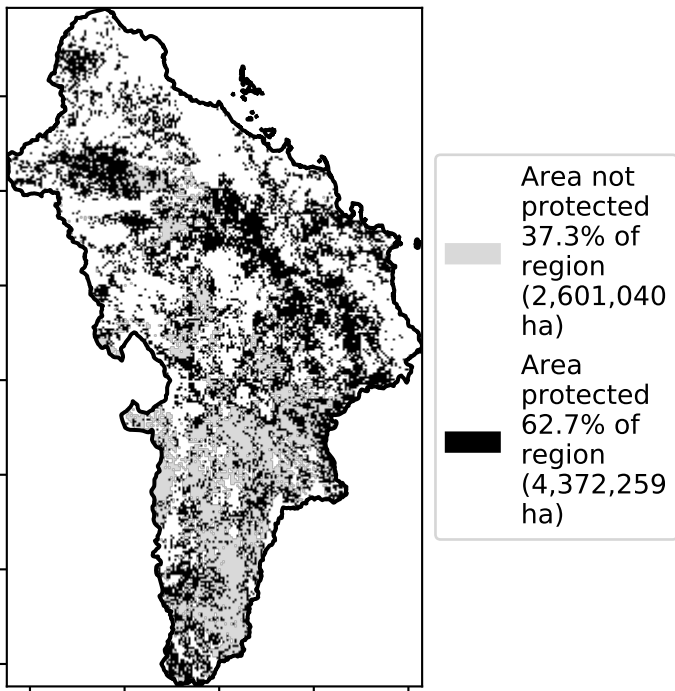 Area not
protected
37.3% of
region
(2,601,040
ha)
Area
protected
62.7% of
region
(4,372,259
ha)